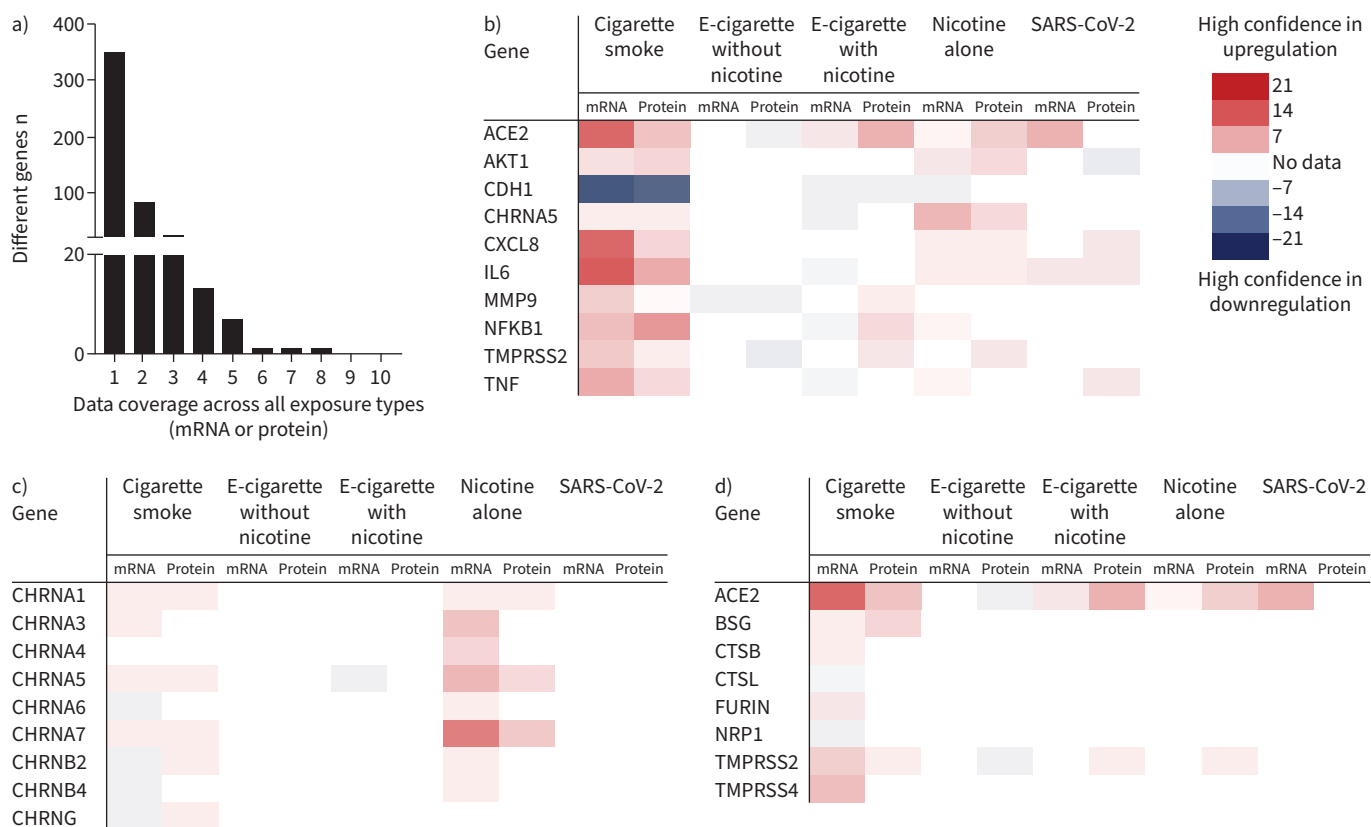 a)
400
300
200
100
20
0
Different genes n
1 2 3 4 5 6 7 8 9 10
Data coverage across all exposure types
(mRNA or protein)
b)
Gene
Cigarette
smoke
E-cigarette
without
nicotine
E-cigarette
with
nicotine
Nicotine
alone
SARS-CoV-2
mRNA Protein mRNA Protein mRNA Protein mRNA Protein mRNA Protein
ACE2
AKT1
CDH1
CHRNA5
CXCL8
IL6
MMP9
NFKB1
TMPRSS2
TNF
High confidence in
upregulation
21
14
7
No data
–7
–14
–21
High confidence in
downregulation
c)
Gene
Cigarette
smoke
E-cigarette
without
nicotine
E-cigarette
with
nicotine
Nicotine
alone
SARS-CoV-2
mRNA Protein mRNA Protein mRNA Protein mRNA Protein mRNA Protein
CHRNA1
CHRNA3
CHRNA4
CHRNA5
CHRNA6
CHRNA7
CHRNB2
CHRNB4
CHRNG
d)
Gene
Cigarette
smoke
E-cigarette
without
nicotine
E-cigarette
with
nicotine
Nicotine
alone
SARS-CoV-2
mRNA Protein mRNA Protein mRNA Protein mRNA Protein mRNA Protein
ACE2
BSG
CTSB
CTSL
FURIN
NRP1
TMPRSS2
TMPRSS4